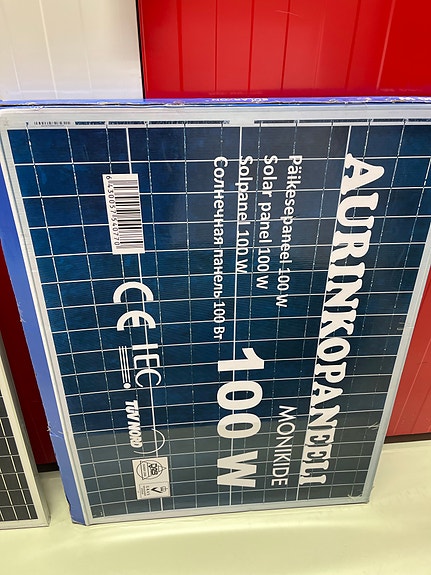 AURINKOPANEELI
MONIKIDE
100 W
Päikesepaneel 100 W
Solar panel 100 W
Solpanel 100 W
Солнечная панель 100 Вт
CE IEC
TÜV NORD